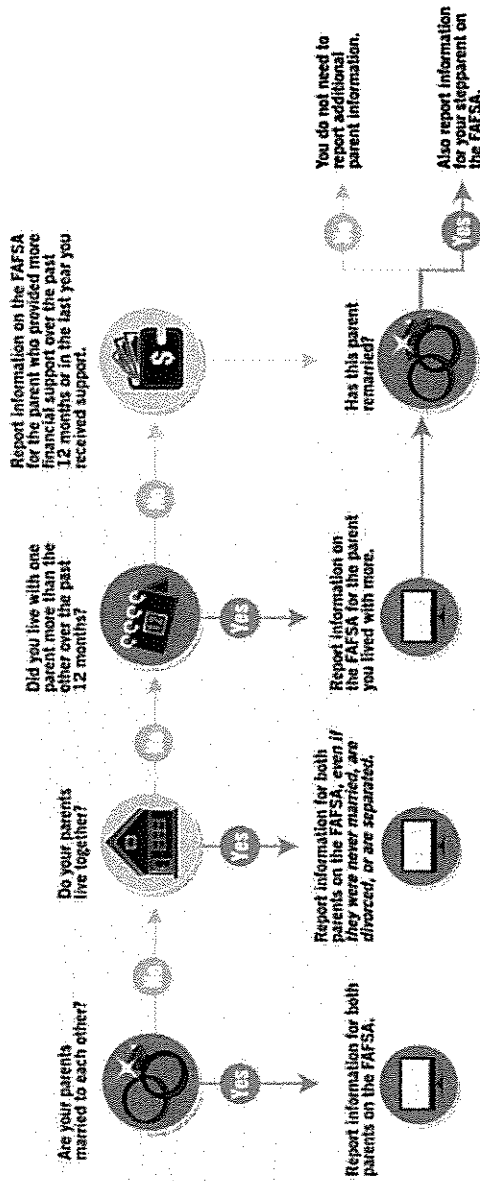 Are your parents
married to each other?
No
Yes
Report information for both
parents on the FAFSA.
Do your parents
live together?
No
Yes
Report information for both
parents on the FAFSA, even if
they were never married, are
divorced, or are separated.
Did you live with one
parent more than the
other over the past
12 months?
No
Yes
Report information on
the FAFSA for the parent
you lived with more.
Report information on the FAFSA
for the parent who provided more
financial support over the past
12 months or in the last year you
received support.
$
Has this parent
remarried?
No
You do not need to
report additional
parent information.
Yes
Also report information
for your stepparent on
the FAFSA.